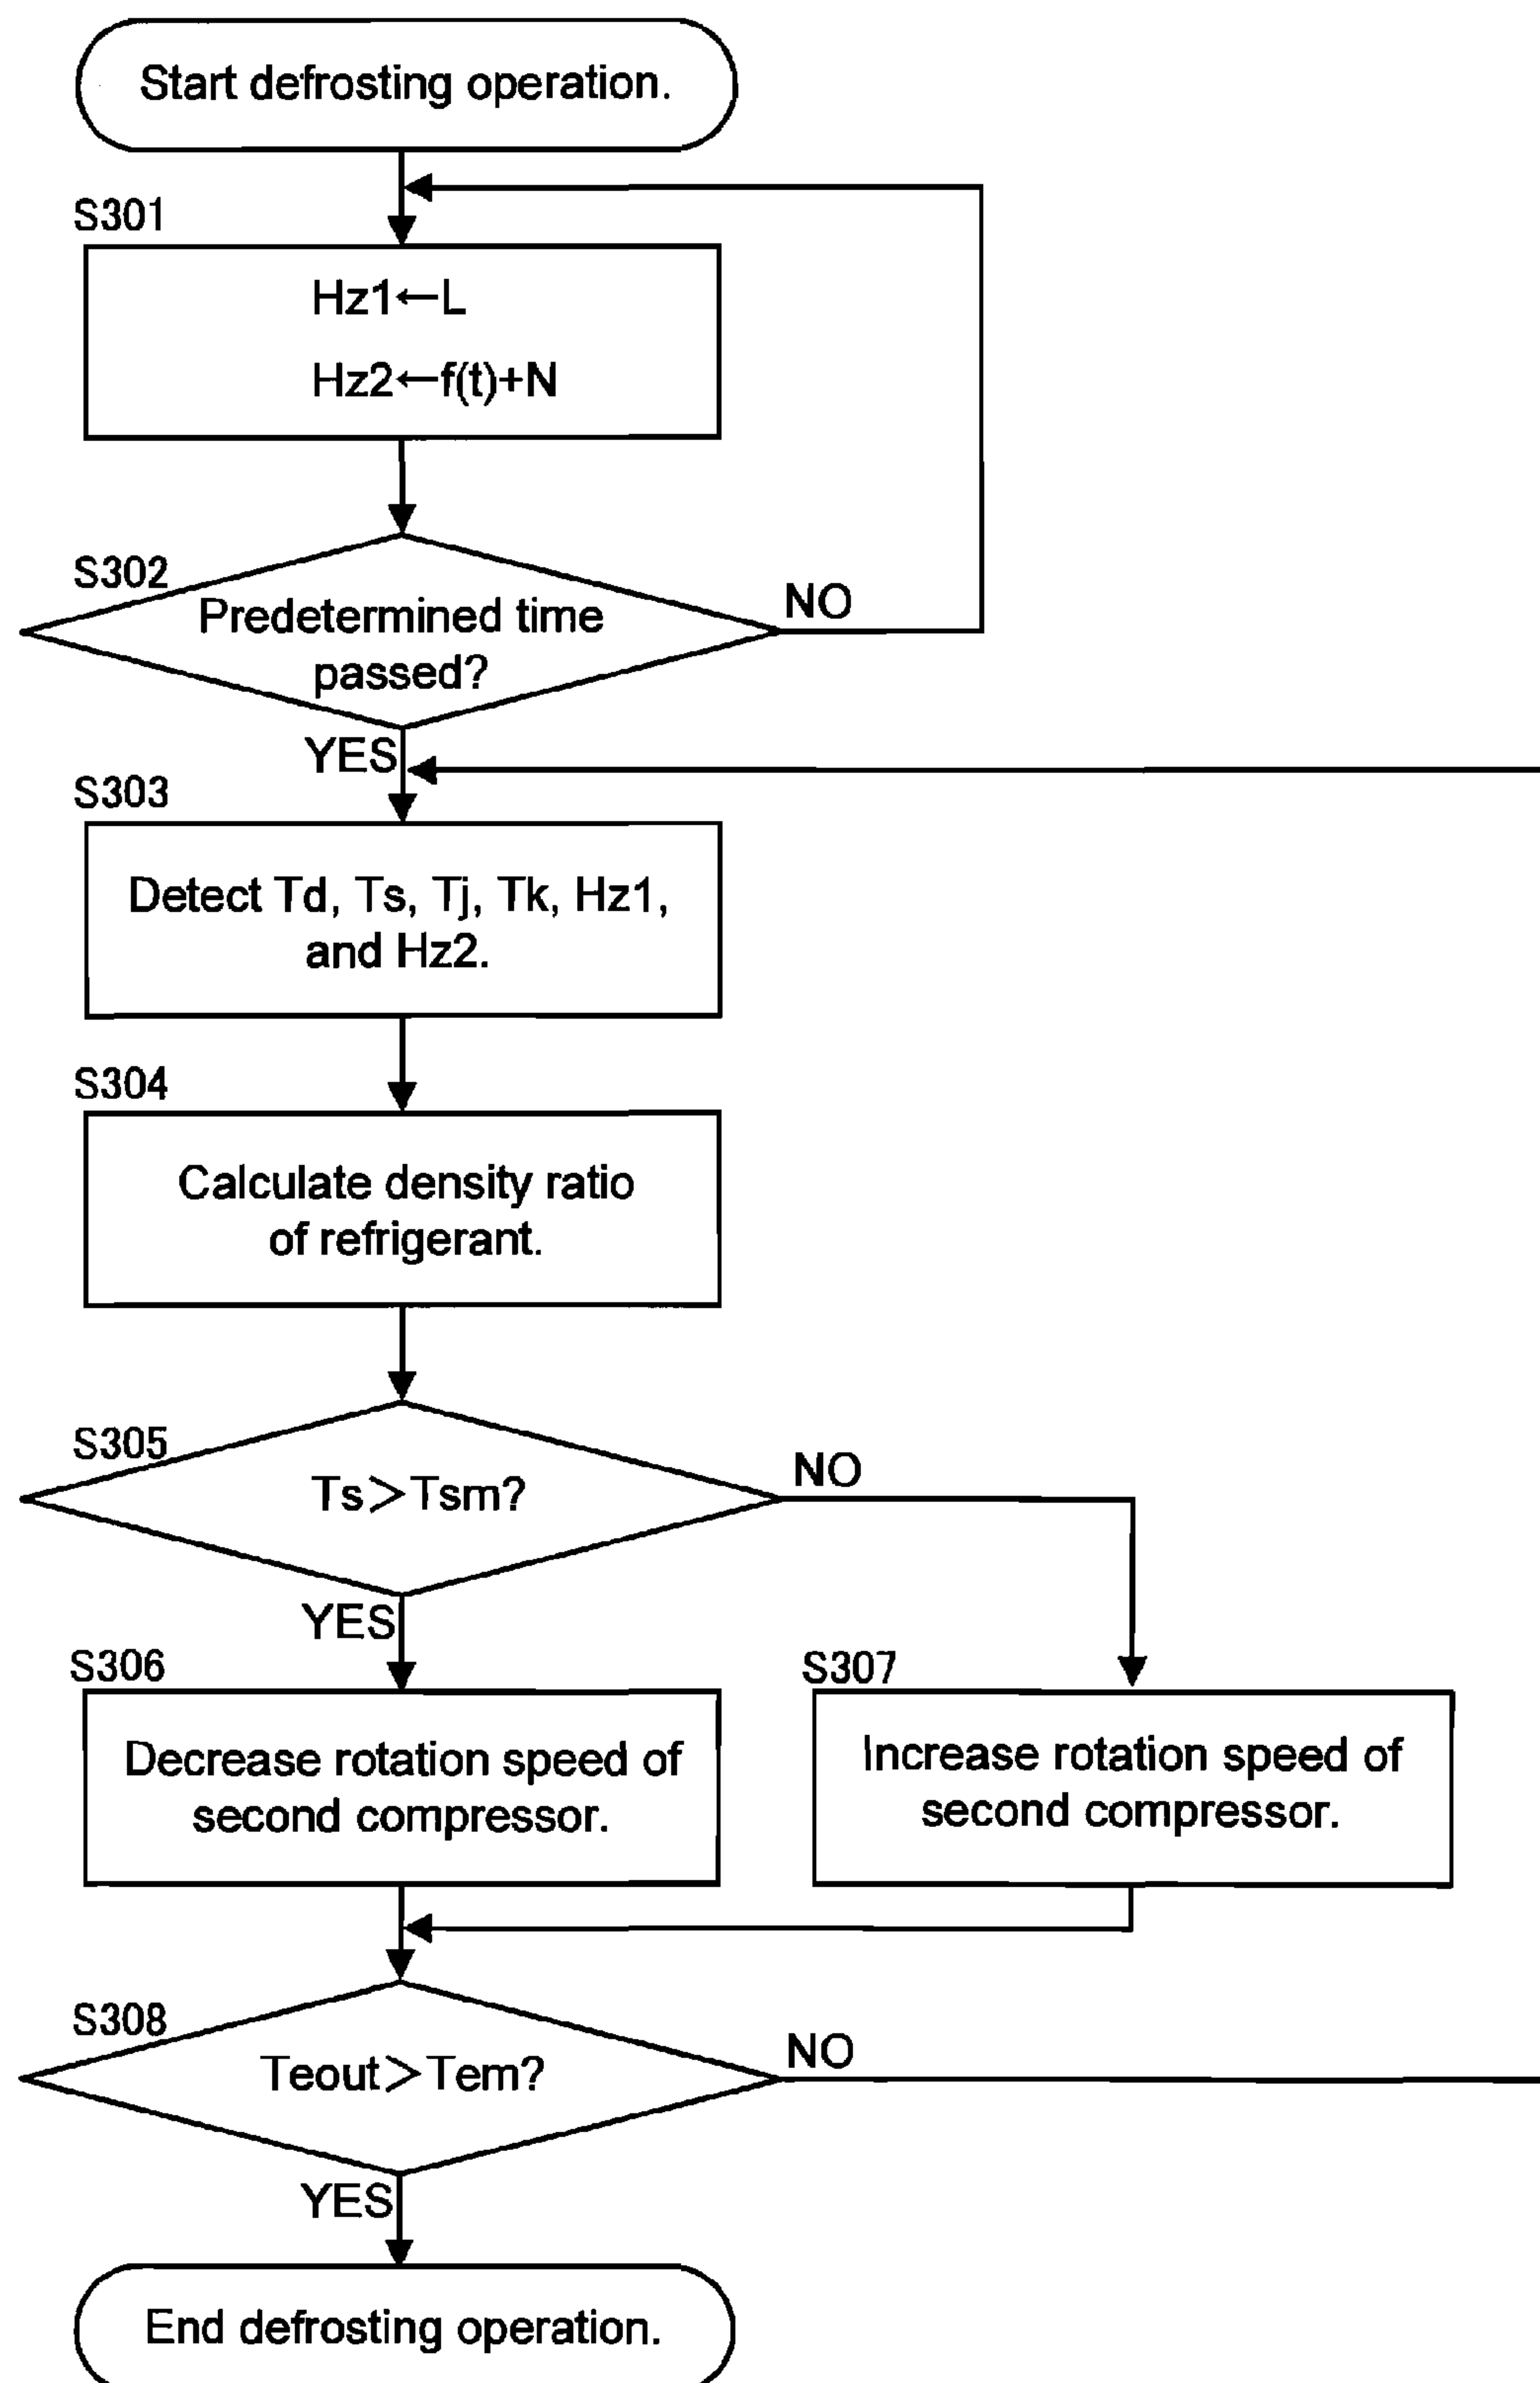 Start defrosting operation.
S301
Hz1←L
Hz2←f(t)+N
S302
Predetermined time
passed?
NO
YES
S303
Detect Td, Ts, Tj, Tk, Hz1,
and Hz2.
S304
Calculate density ratio
of refrigerant.
S305
Ts>Tsm?
NO
YES
S306
Decrease rotation speed of
second compressor.
S307
Increase rotation speed of
second compressor.
S308
Teout>Tem?
NO
YES
End defrosting operation.